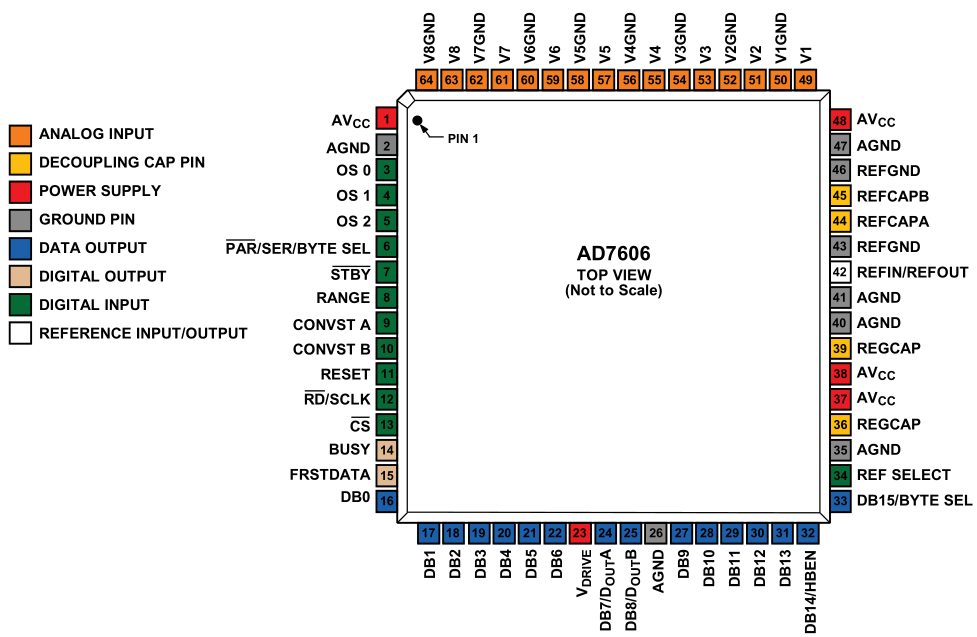 V8GND
V8
V7GND
V7
V6GND
V6
V5GND
V5
V4GND
V4
V3GND
V3
V2GND
V2
V1GND
V1
64 63 62 61 60 59 58 57 56 55 54 53 52 51 50 49
ANALOG INPUT
DECOUPLING CAP PIN
POWER SUPPLY
GROUND PIN
DATA OUTPUT
DIGITAL OUTPUT
DIGITAL INPUT
REFERENCE INPUT/OUTPUT
AVCC 1
AGND 2
OS 0 3
OS 1 4
OS 2 5
PAR/SER/BYTE SEL 6
STBY 7
RANGE 8
CONVST A 9
CONVST B 10
RESET 11
RD/SCLK 12
CS 13
BUSY 14
FRSTDATA 15
DB0 16
PIN 1
AD7606
TOP VIEW
(Not to Scale)
48 AVCC
47 AGND
46 REFGND
45 REFCAPB
44 REFCAPA
43 REFGND
42 REFIN/REFOUT
41 AGND
40 AGND
39 REGCAP
38 AVCC
37 AVCC
36 REGCAP
35 AGND
34 REF SELECT
33 DB15/BYTE SEL
17 18 19 20 21 22 23 24 25 26 27 28 29 30 31 32
DB1
DB2
DB3
DB4
DB5
DB6
VDRIVE
DB7/DOUTA
DB8/DOUTB
AGND
DB9
DB10
DB11
DB12
DB13
DB14/HBEN